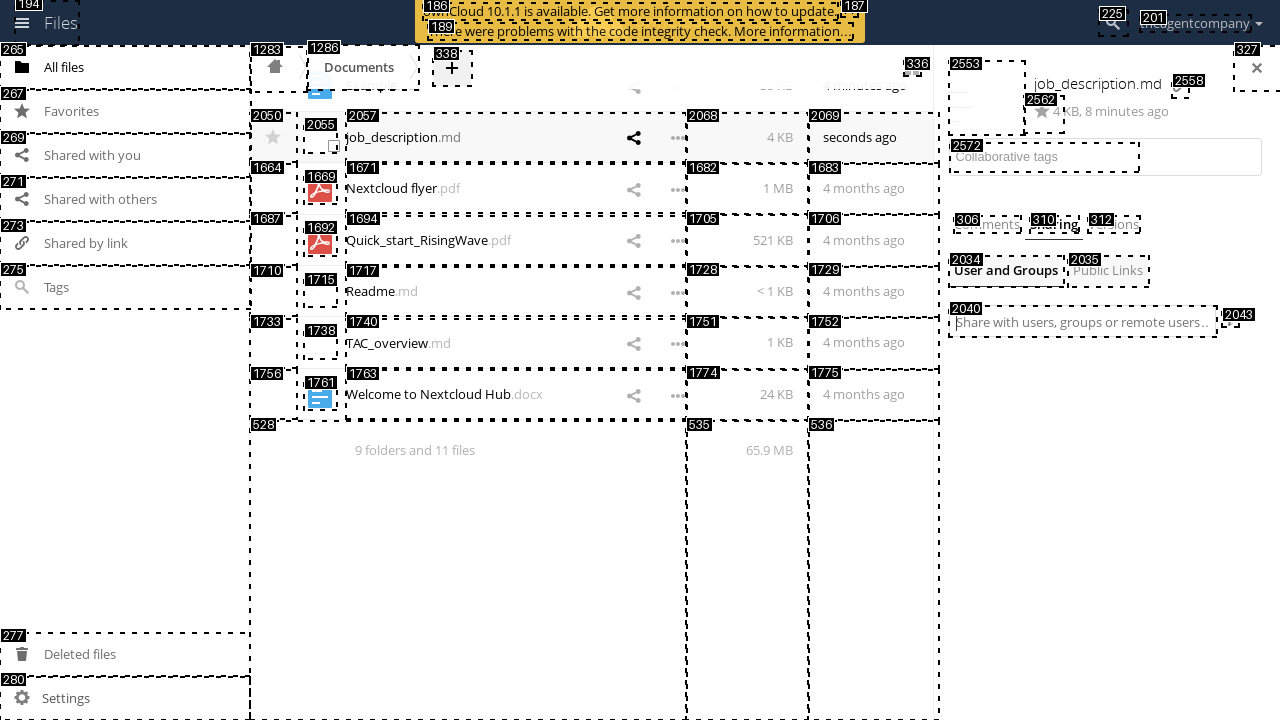 194
Files
186
ownCloud 10.1.1 is available. Get more information on how to update.
187
189
There were problems with the code integrity check. More information…
225
201
theagentcompany
265
All files
267
Favorites
269
Shared with you
271
Shared with others
273
Shared by link
275
Tags
277
Deleted files
280
Settings
1283
1286
Documents
338
+
336
327
2050
2055
2057
job_description.md
2068
4 KB
2069
seconds ago
1664
1669
1671
Nextcloud flyer.pdf
1682
1 MB
1683
4 months ago
1687
1692
1694
Quick_start_RisingWave.pdf
1705
521 KB
1706
4 months ago
1710
1715
1717
Readme.md
1728
< 1 KB
1729
4 months ago
1733
1738
1740
TAC_overview.md
1751
1 KB
1752
4 months ago
1756
1761
1763
Welcome to Nextcloud Hub.docx
1774
24 KB
1775
4 months ago
528
9 folders and 11 files
535
65.9 MB
536
2553
job_description.md
2558
2562
4 KB, 8 minutes ago
2572
Collaborative tags
306
Comments
310
Sharing
312
Versions
2034
User and Groups
2035
Public Links
2040
Share with users, groups or remote users…
2043